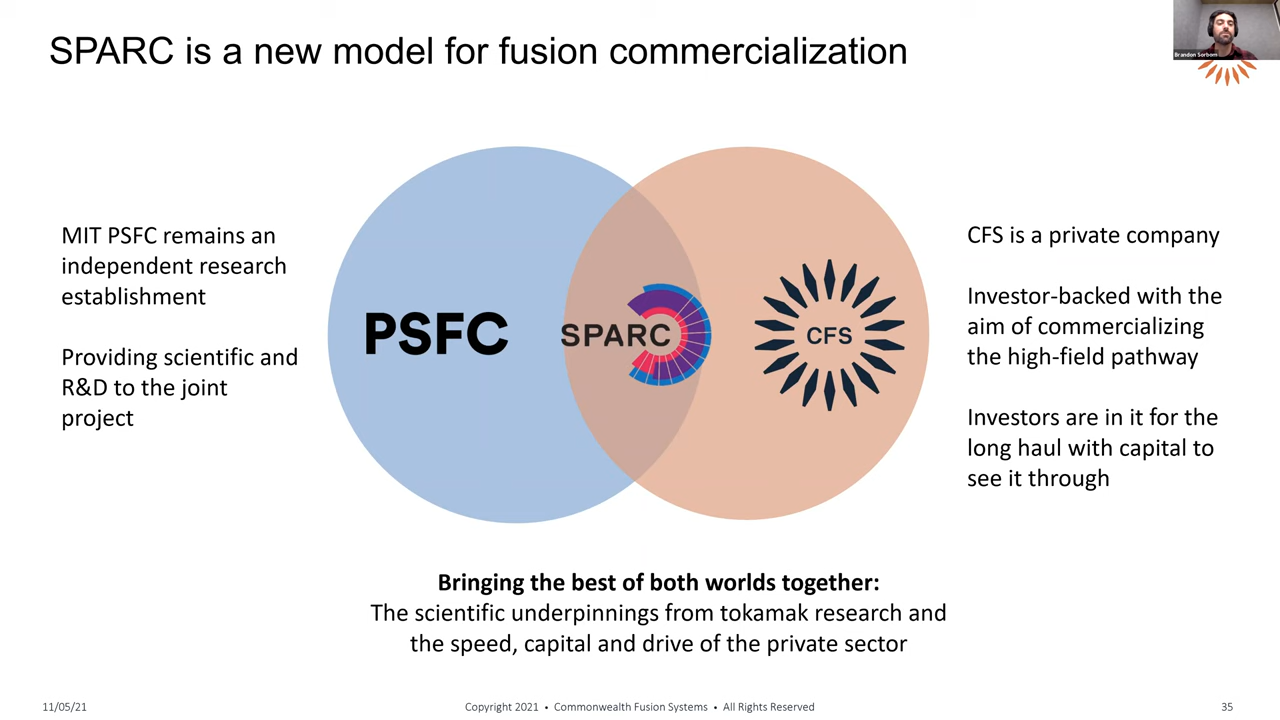 SPARC is a new model for fusion commercialization
Brandon Sorbom
MIT PSFC remains an
independent research
establishment
Providing scientific and
R&D to the joint
project
PSFC
SPARC
CFS
CFS is a private company
Investor-backed with the
aim of commercializing
the high-field pathway
Investors are in it for the
long haul with capital to
see it through
Bringing the best of both worlds together:
The scientific underpinnings from tokamak research and
the speed, capital and drive of the private sector
11/05/21
Copyright 2021 • Commonwealth Fusion Systems • All Rights Reserved
35